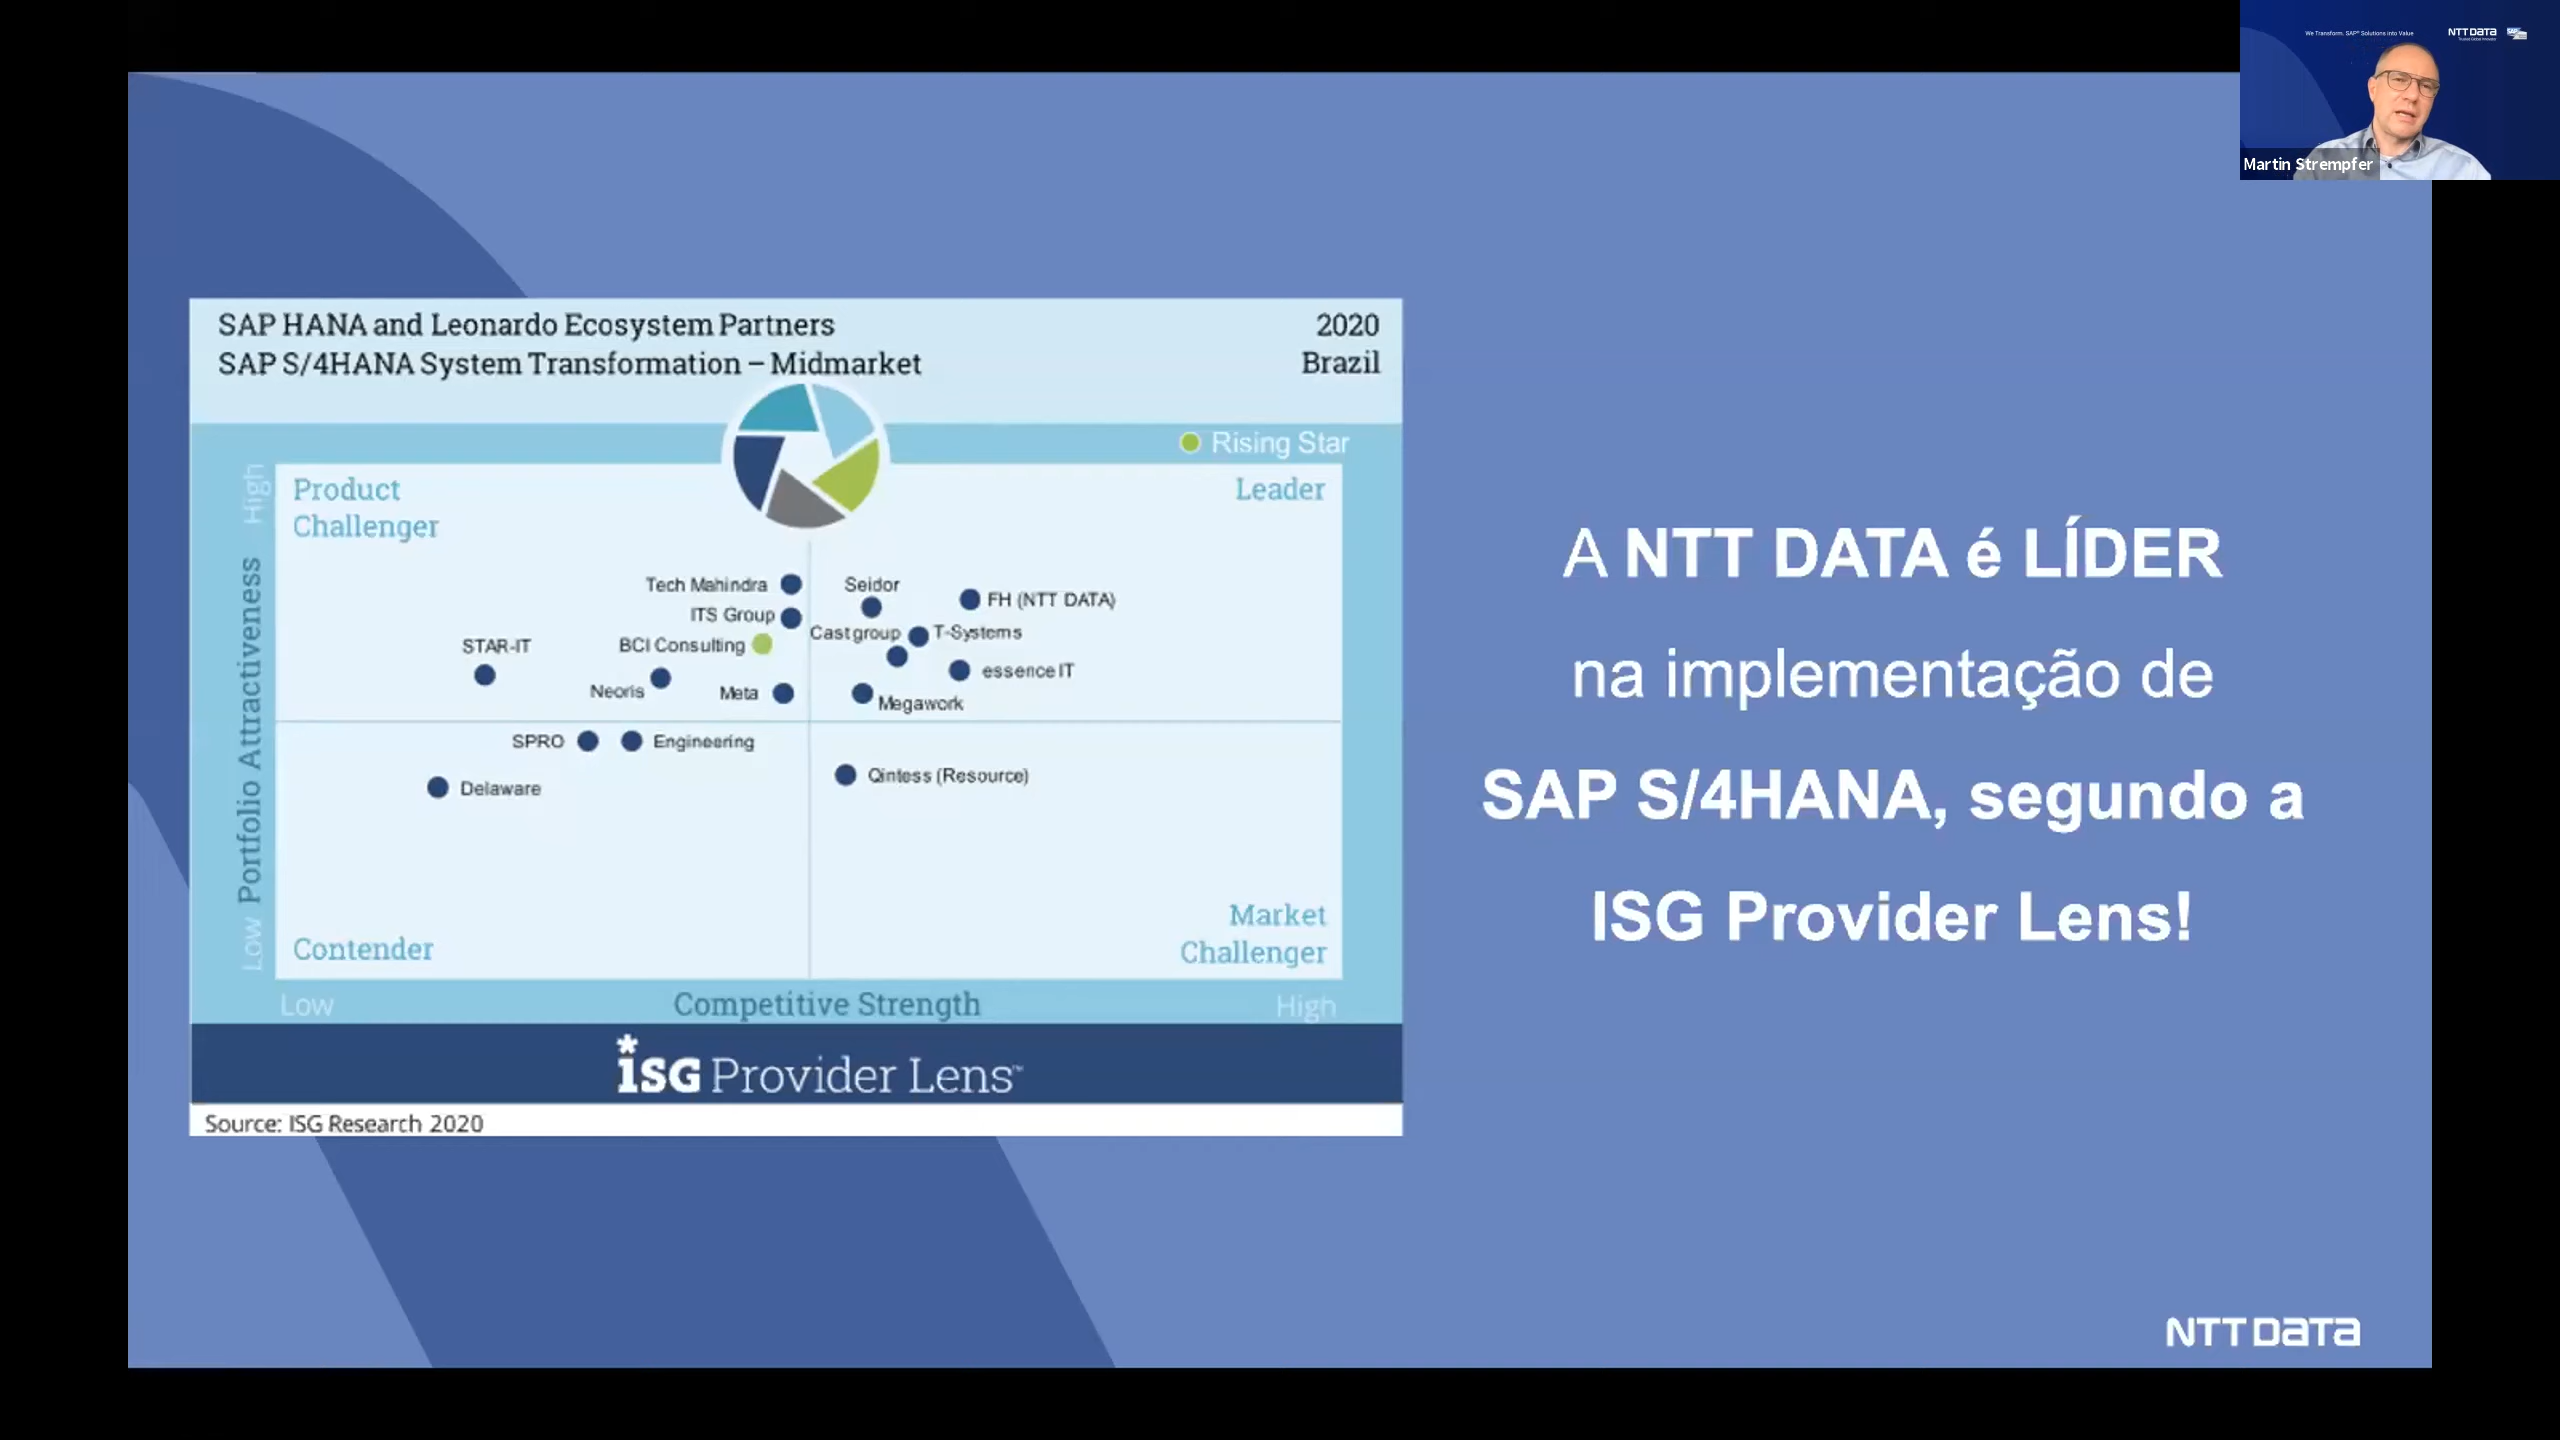 We Transform. SAP® Solutions into Value
NTT DATA
Martin Strempfer
SAP HANA and Leonardo Ecosystem Partners
2020
SAP S/4HANA System Transformation – Midmarket
Brazil
Rising Star
High
Product
Challenger
Leader
Tech Mahindra
Seidor
FH (NTT DATA)
ITS Group
Castgroup
T-Systems
STAR-IT
BCI Consulting
essence IT
Neoris
Meta
Megawork
SPRO
Engineering
Qintess (Resource)
Delaware
Portfolio Attractiveness
Low
Contender
Market
Challenger
Low
Competitive Strength
High
ISG Provider Lens™
Source: ISG Research 2020
A NTT DATA é LÍDER
na implementação de
SAP S/4HANA, segundo a
ISG Provider Lens!
NTT DATA